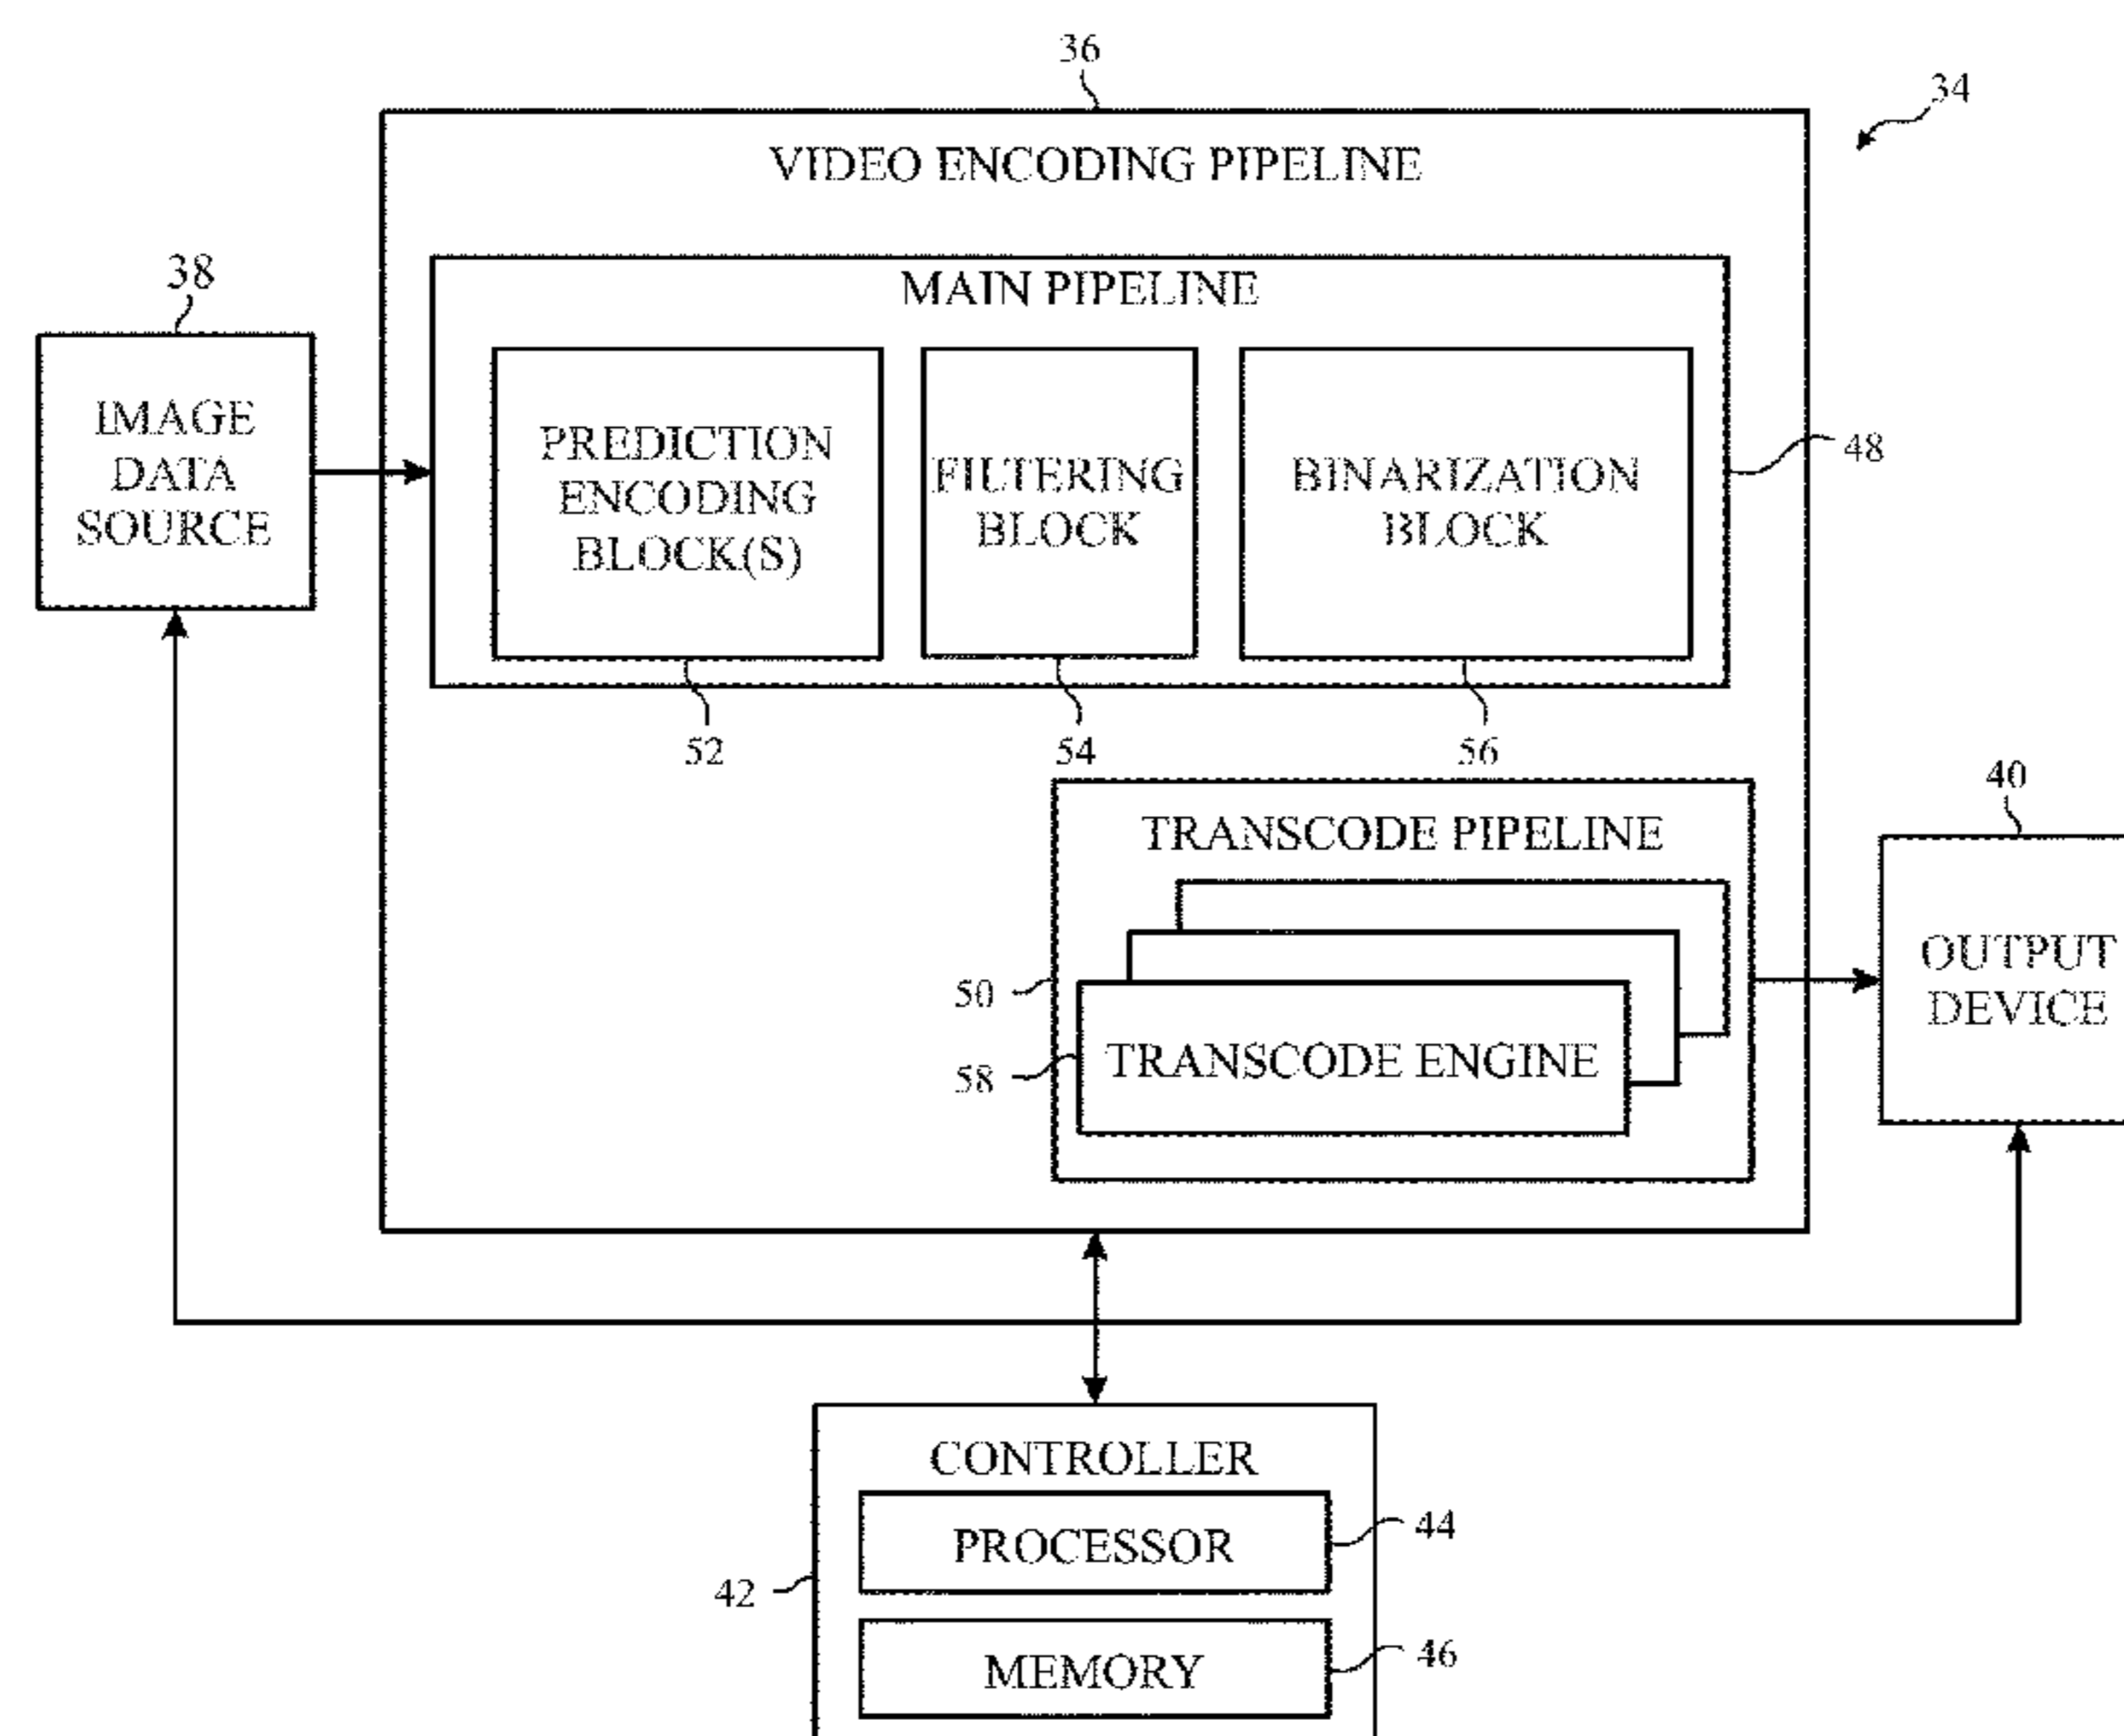 36
34
VIDEO ENCODING PIPELINE
38
MAIN PIPELINE
IMAGE
DATA
SOURCE
PREDICTION
ENCODING
BLOCK(S)
FILTERING
BLOCK
BINARIZATION
BLOCK
48
52
54
56
40
TRANSCODE PIPELINE
OUTPUT
DEVICE
50
58
TRANSCODE ENGINE
CONTROLLER
PROCESSOR
44
42
MEMORY
46